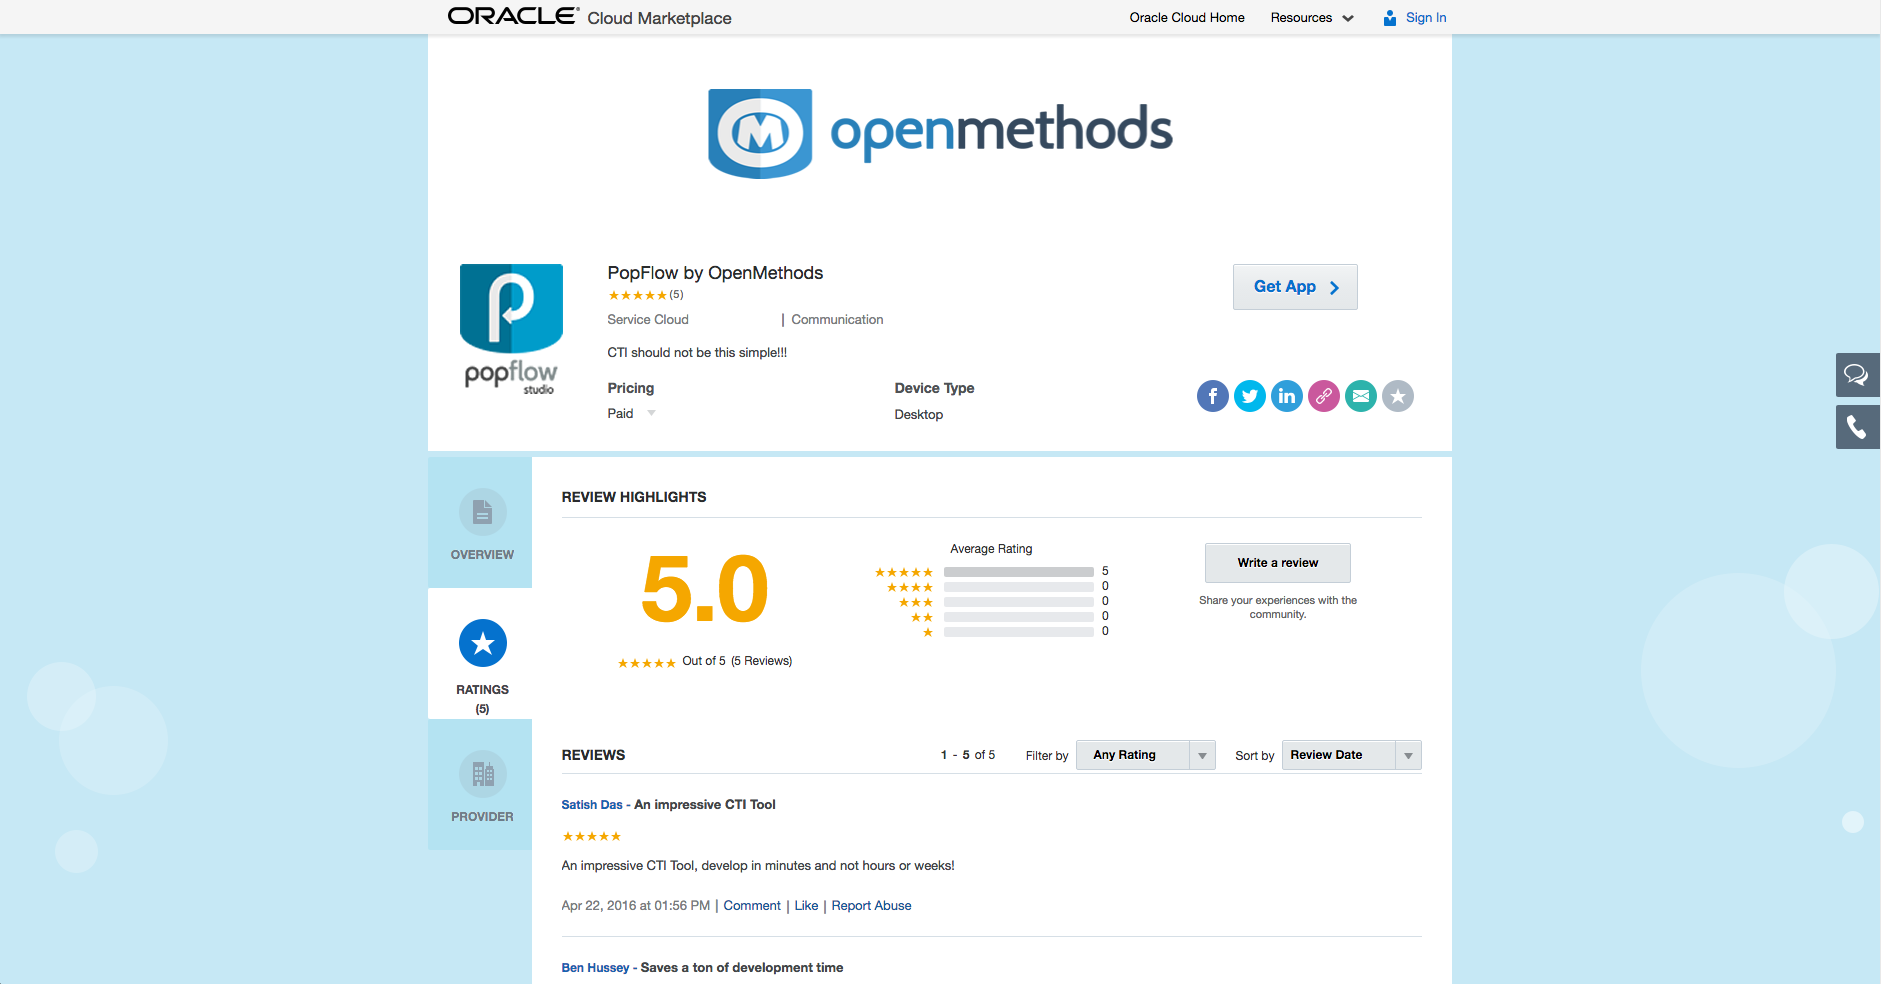 ORACLE® Cloud Marketplace
Oracle Cloud Home
Resources
Sign In
M openmethods
popflow
studio
PopFlow by OpenMethods
(5)
Service Cloud | Communication
CTI should not be this simple!!!
Pricing
Paid
Device Type
Desktop
Get App
OVERVIEW
RATINGS
(5)
PROVIDER
REVIEW HIGHLIGHTS
5.0
Out of 5 (5 Reviews)
Average Rating
5
0
0
0
0
Write a review
Share your experiences with the
community.
REVIEWS
1 - 5 of 5
Filter by Any Rating
Sort by Review Date
Satish Das - An impressive CTI Tool
An impressive CTI Tool, develop in minutes and not hours or weeks!
Apr 22, 2016 at 01:56 PM | Comment | Like | Report Abuse
Ben Hussey - Saves a ton of development time